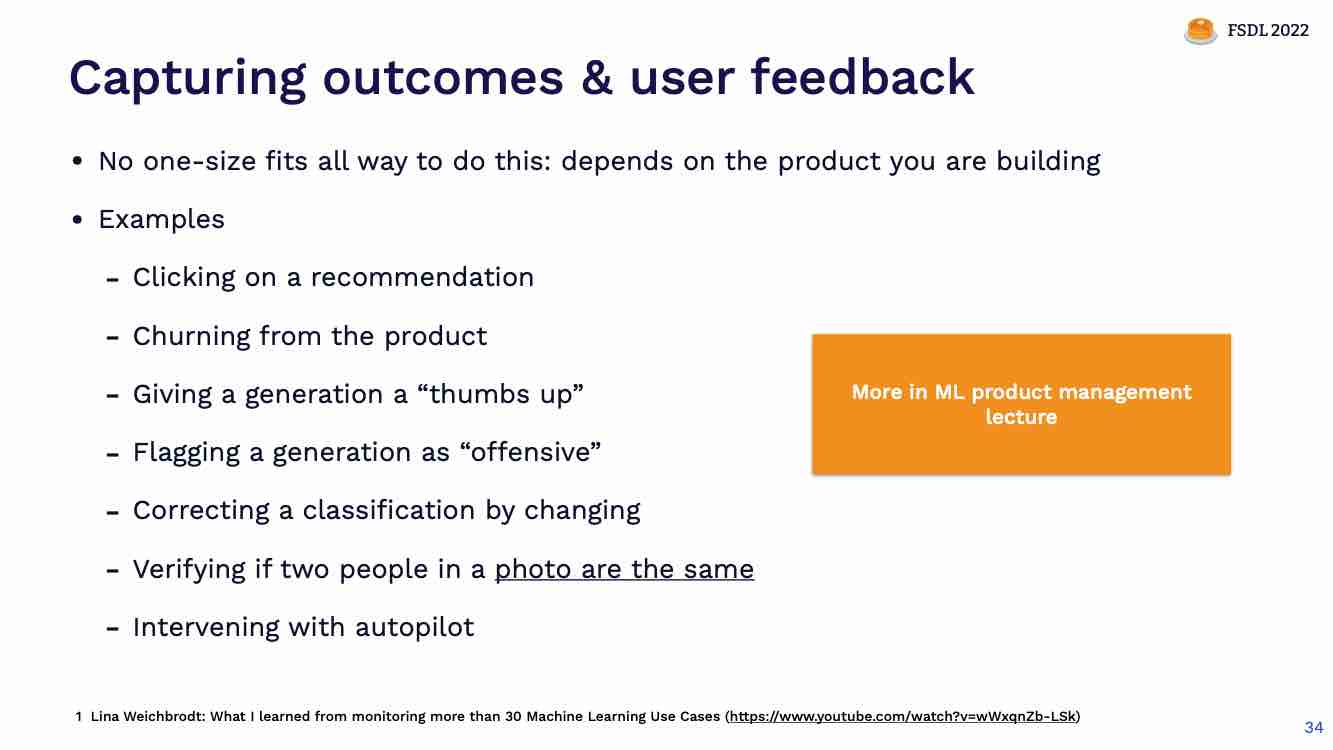 FSDL 2022
Capturing outcomes & user feedback
• No one-size fits all way to do this: depends on the product you are building
• Examples
– Clicking on a recommendation
– Churning from the product
– Giving a generation a “thumbs up”
– Flagging a generation as “offensive”
– Correcting a classification by changing
– Verifying if two people in a photo are the same
– Intervening with autopilot
More in ML product management
lecture
1 Lina Weichbrodt: What I learned from monitoring more than 30 Machine Learning Use Cases (https://www.youtube.com/watch?v=wWxqnZb-LSk)
34